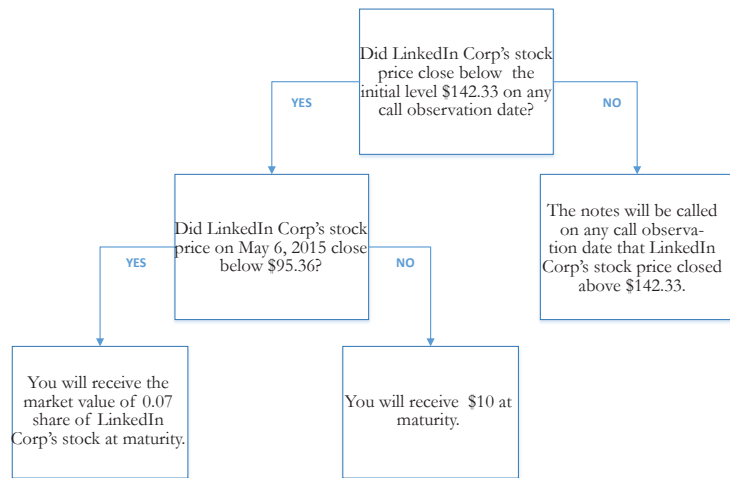 Did LinkedIn Corp's stock
price close below the
initial level $142.33 on any
call observation date?
YES
NO
Did LinkedIn Corp's stock
price on May 6, 2015 close
below $95.36?
The notes will be called
on any call observa-
tion date that LinkedIn
Corp's stock price closed
above $142.33.
YES
NO
You will receive the
market value of 0.07
share of LinkedIn
Corp's stock at maturity.
You will receive $10 at
maturity.